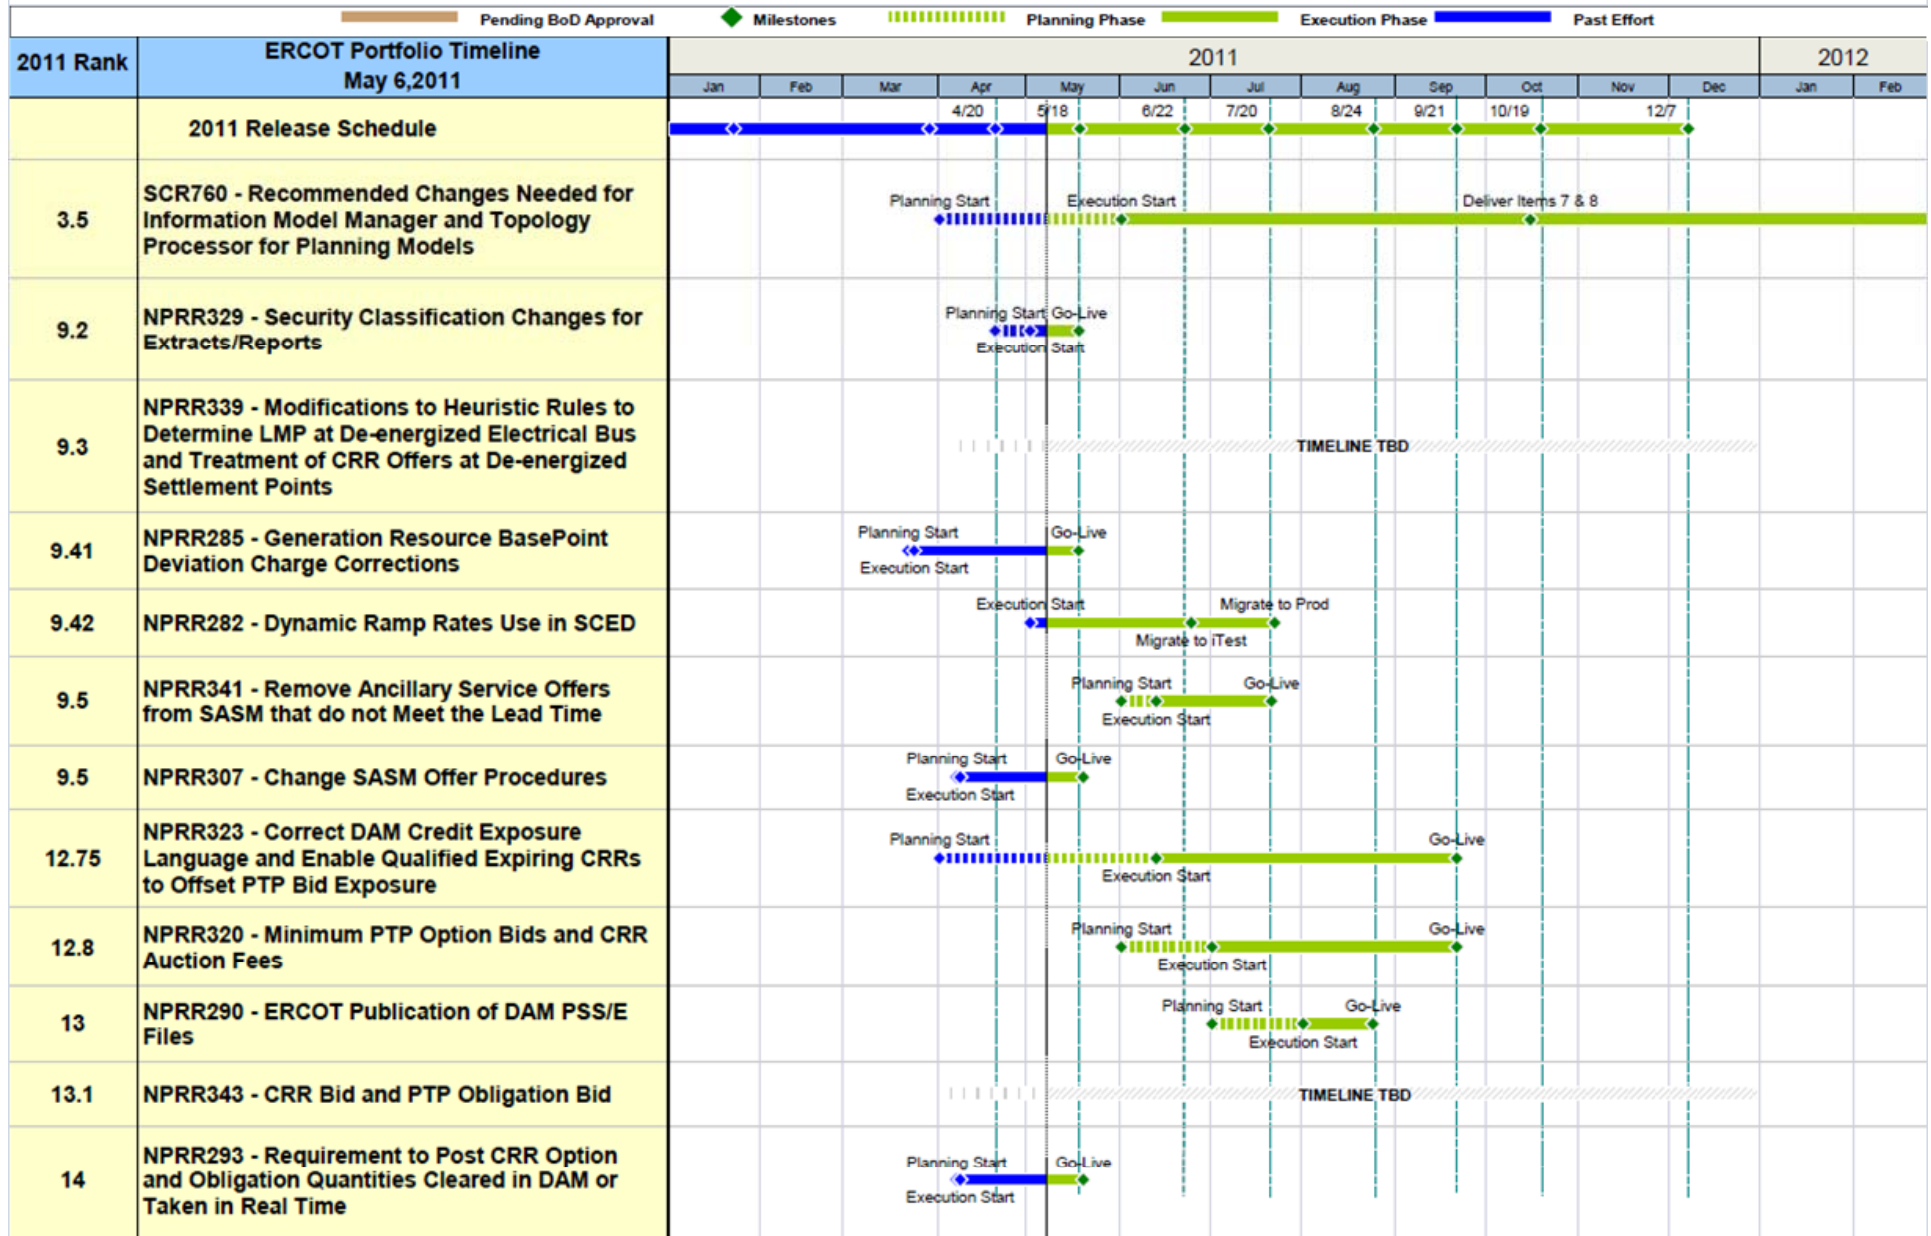 Pending BoD Approval Milestones Planning Phase Execution Phase Past Effort
2011 Rank
ERCOT Portfolio Timeline
May 6,2011
2011 2012
Jan Feb Mar Apr May Jun Jul Aug Sep Oct Nov Dec Jan Feb
2011 Release Schedule
4/20 5/18 6/22 7/20 8/24 9/21 10/19 12/7
3.5
SCR760 - Recommended Changes Needed for
Information Model Manager and Topology
Processor for Planning Models
Planning Start Execution Start Deliver Items 7 & 8
9.2
NPRR329 - Security Classification Changes for
Extracts/Reports
Planning Start Go-Live
Execution Start
9.3
NPRR339 - Modifications to Heuristic Rules to
Determine LMP at De-energized Electrical Bus
and Treatment of CRR Offers at De-energized
Settlement Points
TIMELINE TBD
9.41
NPRR285 - Generation Resource BasePoint
Deviation Charge Corrections
Planning Start Go-Live
Execution Start
9.42
NPRR282 - Dynamic Ramp Rates Use in SCED
Execution Start Migrate to Prod
Migrate to iTest
9.5
NPRR341 - Remove Ancillary Service Offers
from SASM that do not Meet the Lead Time
Planning Start Go-Live
Execution Start
9.5
NPRR307 - Change SASM Offer Procedures
Planning Start Go-Live
Execution Start
12.75
NPRR323 - Correct DAM Credit Exposure
Language and Enable Qualified Expiring CRRs
to Offset PTP Bid Exposure
Planning Start Go-Live
Execution Start
12.8
NPRR320 - Minimum PTP Option Bids and CRR
Auction Fees
Planning Start Go-Live
Execution Start
13
NPRR290 - ERCOT Publication of DAM PSS/E
Files
Planning Start Go-Live
Execution Start
13.1
NPRR343 - CRR Bid and PTP Obligation Bid
TIMELINE TBD
14
NPRR293 - Requirement to Post CRR Option
and Obligation Quantities Cleared in DAM or
Taken in Real Time
Planning Start Go-Live
Execution Start